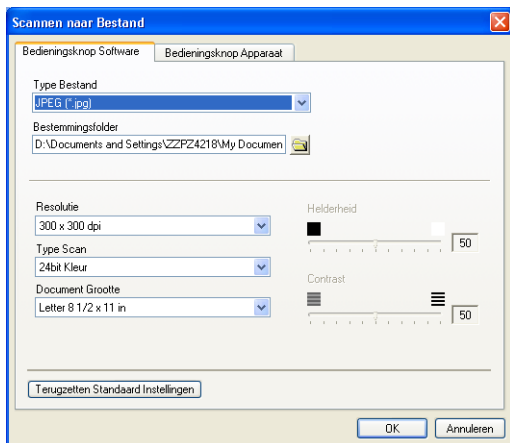 Scannen naar Bestand
Bedieningsknop Software
Bedieningsknop Apparaat
Type Bestand
JPEG (*.jpg)
Bestemmingsfolder
D:\Documents and Settings\ZZPZ4218\My Documen
Resolutie
300 x 300 dpi
Type Scan
24bit Kleur
Document Grootte
Letter 8 1/2 x 11 in
Helderheid
50
Contrast
50
Terugzetten Standaard Instellingen
OK
Annuleren